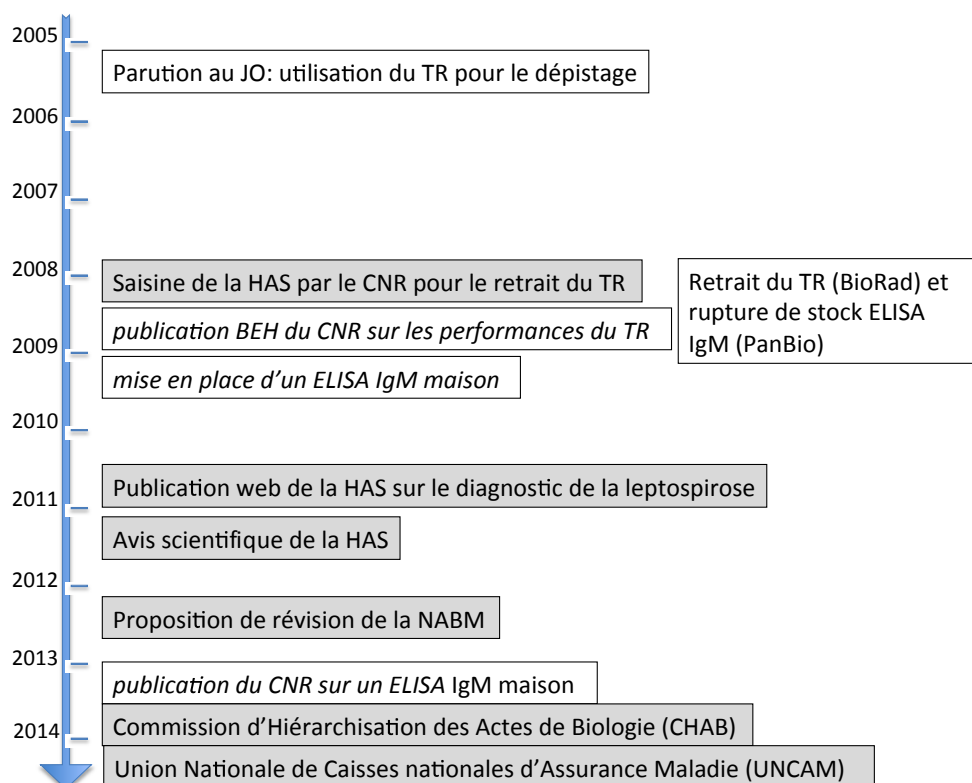 2005
Parution au JO: utilisation du TR pour le dépistage
2006
2007
2008
Saisine de la HAS par le CNR pour le retrait du TR
Retrait du TR (BioRad) et
rupture de stock ELISA
IgM (PanBio)
publication BEH du CNR sur les performances du TR
2009
mise en place d'un ELISA IgM maison
2010
Publication web de la HAS sur le diagnostic de la leptospirose
2011
Avis scientifique de la HAS
2012
Proposition de révision de la NABM
2013
publication du CNR sur un ELISA IgM maison
Commission d'Hiérarchisation des Actes de Biologie (CHAB)
2014
Union Nationale de Caisses nationales d'Assurance Maladie (UNCAM)